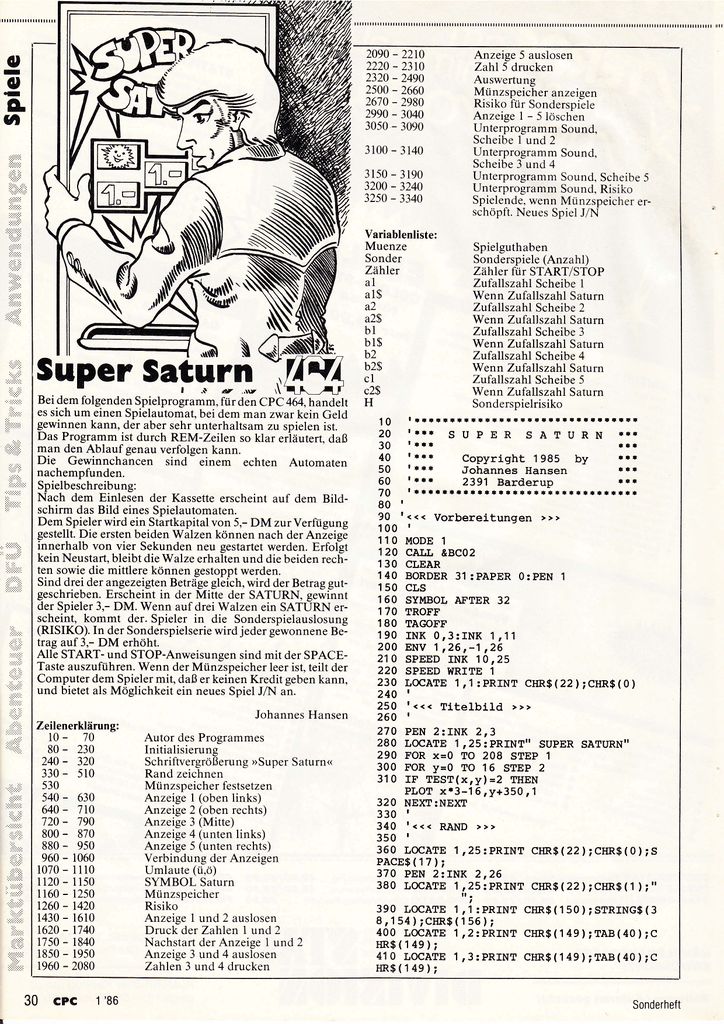 SUPER
SAT
1.-
1.-
Spiele
Anwendungen
Tips & Tricks
DFÜ
Abenteuer
Marktübersicht
Super Saturn 464
Bei dem folgenden Spielprogramm, für den CPC 464, handelt
es sich um einen Spielautomat, bei dem man zwar kein Geld
gewinnen kann, der aber sehr unterhaltsam zu spielen ist.
Das Programm ist durch REM-Zeilen so klar erläutert, daß
man den Ablauf genau verfolgen kann.
Die Gewinnchancen sind einem echten Automaten
nachempfunden.
Spielbeschreibung:
Nach dem Einlesen der Kassette erscheint auf dem Bild-
schirm das Bild eines Spielautomaten.
Dem Spieler wird ein Startkapital von 5,– DM zur Verfügung
gestellt. Die ersten beiden Walzen können nach der Anzeige
innerhalb von vier Sekunden neu gestartet werden. Erfolgt
kein Neustart, bleibt die Walze erhalten und die beiden rech-
ten sowie die mittlere können gestoppt werden.
Sind drei der angezeigten Beträge gleich, wird der Betrag gut-
geschrieben. Erscheint in der Mitte der SATURN, gewinnt
der Spieler 3,– DM. Wenn auf drei Walzen ein SATURN er-
scheint, kommt der. Spieler in die Sonderspielauslosung
(RISIKO). In der Sonderspielserie wird jeder gewonnene Be-
trag auf 3,– DM erhöht.
Alle START- und STOP-Anweisungen sind mit der SPACE-
Taste auszuführen. Wenn der Münzspeicher leer ist, teilt der
Computer dem Spieler mit, daß er keinen Kredit geben kann,
und bietet als Möglichkeit ein neues Spiel J/N an.
Johannes Hansen
Zeilenerklärung:
10 – 70 Autor des Programmes
80 – 230 Initialisierung
240 – 320 Schriftvergrößerung »Super Saturn«
330 – 510 Rand zeichnen
530 Münzspeicher festsetzen
540 – 630 Anzeige 1 (oben links)
640 – 710 Anzeige 2 (oben rechts)
720 – 790 Anzeige 3 (Mitte)
800 – 870 Anzeige 4 (unten links)
880 – 950 Anzeige 5 (unten rechts)
960 – 1060 Verbindung der Anzeigen
1070 – 1110 Umlaute (ü,ö)
1120 – 1150 SYMBOL Saturn
1160 – 1250 Münzspeicher
1260 – 1420 Risiko
1430 – 1610 Anzeige 1 und 2 auslosen
1620 – 1740 Druck der Zahlen 1 und 2
1750 – 1840 Nachstart der Anzeige 1 und 2
1850 – 1950 Anzeige 3 und 4 auslosen
1960 – 2080 Zahlen 3 und 4 drucken
2090 – 2210 Anzeige 5 auslosen
2220 – 2310 Zahl 5 drucken
2320 – 2490 Auswertung
2500 – 2660 Münzspeicher anzeigen
2670 – 2980 Risiko für Sonderspiele
2990 – 3040 Anzeige 1 – 5 löschen
3050 – 3090 Unterprogramm Sound,
Scheibe 1 und 2
3100 – 3140 Unterprogramm Sound,
Scheibe 3 und 4
3150 – 3190 Unterprogramm Sound, Scheibe 5
3200 – 3240 Unterprogramm Sound, Risiko
3250 – 3340 Spielende, wenn Münzspeicher er-
schöpft. Neues Spiel J/N
Variablenliste:
Muenze Spielguthaben
Sonder Sonderspiele (Anzahl)
Zähler Zähler für START/STOP
a1 Zufallszahl Scheibe 1
a1$ Wenn Zufallszahl Saturn
a2 Zufallszahl Scheibe 2
a2$ Wenn Zufallszahl Saturn
b1 Zufallszahl Scheibe 3
b1$ Wenn Zufallszahl Saturn
b2 Zufallszahl Scheibe 4
b2$ Wenn Zufallszahl Saturn
c1 Zufallszahl Scheibe 5
c2$ Wenn Zufallszahl Saturn
H Sonderspielrisiko
10 '************************************
20 '*** S U P E R   S A T U R N ***
30 '*** ***
40 '*** Copyright 1985 by ***
50 '*** Johannes Hansen ***
60 '*** 2391 Barderup ***
70 '************************************
80 '
90 '<<< Vorbereitungen >>>
100 '
110 MODE 1
120 CALL &BC02
130 CLEAR
140 BORDER 31:PAPER 0:PEN 1
150 CLS
160 SYMBOL AFTER 32
170 TROFF
180 TAGOFF
190 INK 0,3:INK 1,11
200 ENV 1,26,-1,26
210 SPEED INK 10,25
220 SPEED WRITE 1
230 LOCATE 1,1:PRINT CHR$(22);CHR$(0)
240 '
250 '<<< Titelbild >>>
260 '
270 PEN 2:INK 2,3
280 LOCATE 1,25:PRINT" SUPER SATURN"
290 FOR x=0 TO 208 STEP 1
300 FOR y=0 TO 16 STEP 2
310 IF TEST(x,y)=2 THEN
PLOT x*3-16,y+350,1
320 NEXT:NEXT
330 '
340 '<<< RAND >>>
350 '
360 LOCATE 1,25:PRINT CHR$(22);CHR$(0);S
PACE$(17);
370 PEN 2:INK 2,26
380 LOCATE 1,25:PRINT CHR$(22);CHR$(1);"
";
390 LOCATE 1,1:PRINT CHR$(150);STRING$(3
8,154);CHR$(156);
400 LOCATE 1,2:PRINT CHR$(149);TAB(40);C
HR$(149);
410 LOCATE 1,3:PRINT CHR$(149);TAB(40);C
HR$(149);
30 CPC 1'86
Sonderheft